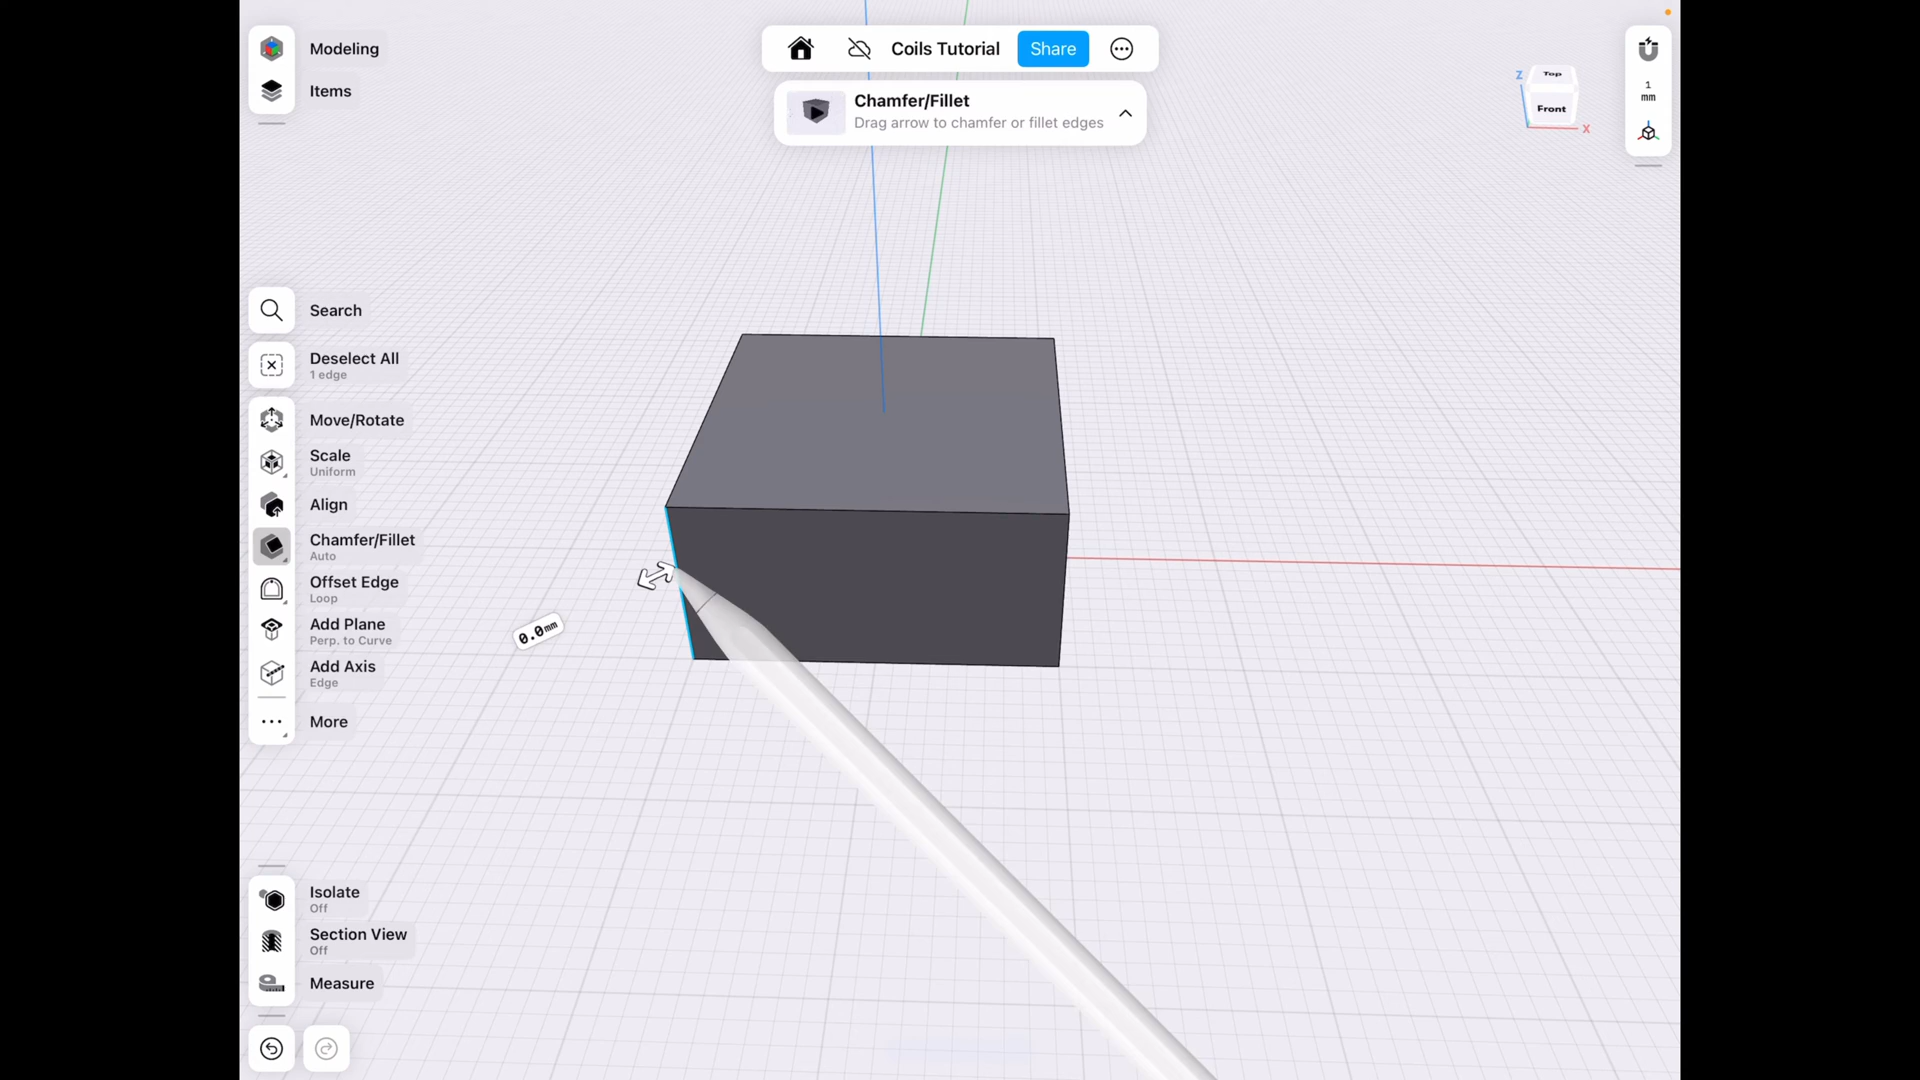 Modeling
Items
Coils Tutorial
Share
Chamfer/Fillet
Drag arrow to chamfer or fillet edges
Z
Top
Front
X
1
mm
Search
Deselect All
1 edge
Move/Rotate
Scale
Uniform
Align
Chamfer/Fillet
Auto
Offset Edge
Loop
Add Plane
Perp. to Curve
Add Axis
Edge
More
0.0mm
Isolate
Off
Section View
Off
Measure